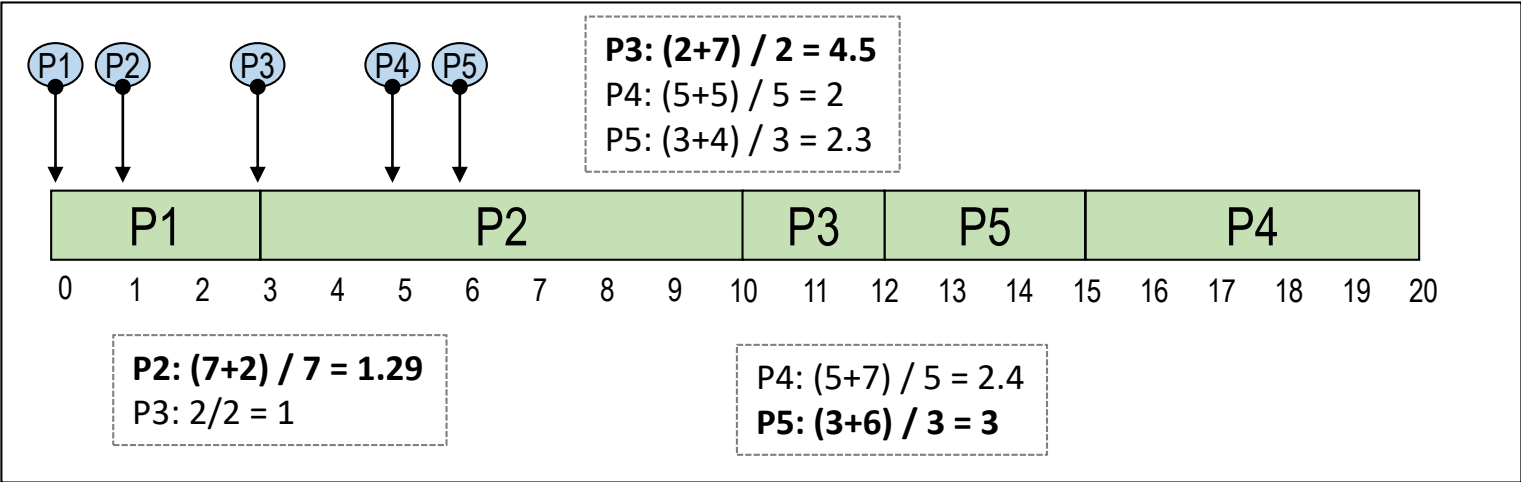 P1 P2 P3 P4 P5
P3: (2+7) / 2 = 4.5
P4: (5+5) / 5 = 2
P5: (3+4) / 3 = 2.3
P1 P2 P3 P5 P4
0 1 2 3 4 5 6 7 8 9 10 11 12 13 14 15 16 17 18 19 20
P2: (7+2) / 7 = 1.29
P3: 2/2 = 1
P4: (5+7) / 5 = 2.4
P5: (3+6) / 3 = 3